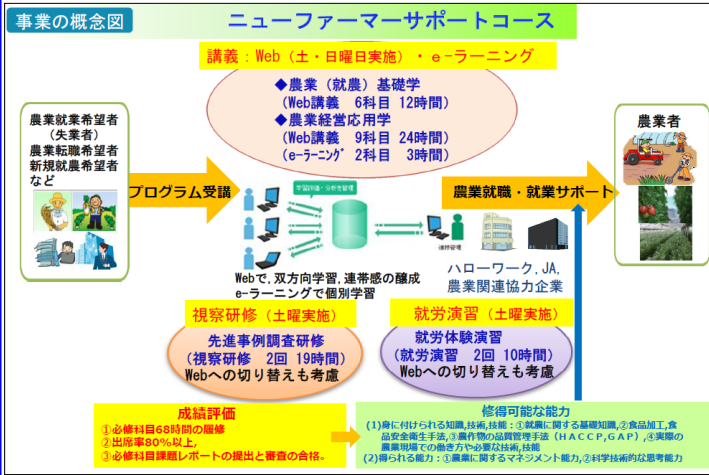 事業の概念図
ニューファーマーサポートコース
講義:Web(土・日曜日実施)・e-ラーニング
◆農業(就農)基礎学
(Web講義 6科目 12時間)
◆農業経営応用学
(Web講義 9科目 24時間)
(e-ラーニング 2科目 3時間)
農業就業希望者
(失業者)
農業転職希望者
新規就農希望者
など
プログラム受講
学習評価・分析を管理
進捗管理
Webで,双方向学習,連帯感の醸成
e-ラーニングで個別学習
農業就職・就業サポート
ハローワーク,JA,
農業関連協力企業
農業者
視察研修(土曜実施)
先進事例調査研修
(視察研修 2回 19時間)
Webへの切り替えも考慮
就労演習(土曜実施)
就労体験演習
(就労演習 2回 10時間)
Webへの切り替えも考慮
成績評価
①必修科目68時間の履修
②出席率80%以上,
③必修科目課題レポートの提出と審査の合格。
修得可能な能力
(1)身に付けられる知識,技術,技能:①就農に関する基礎知識,②食品加工,食
品安全衛生手法,③農作物の品質管理手法(HACCP,GAP),④実際の
農業現場での働き方や必要な技術,技能
(2)得られる能力:①農業に関するマネジメント能力,②科学技術的な思考能力